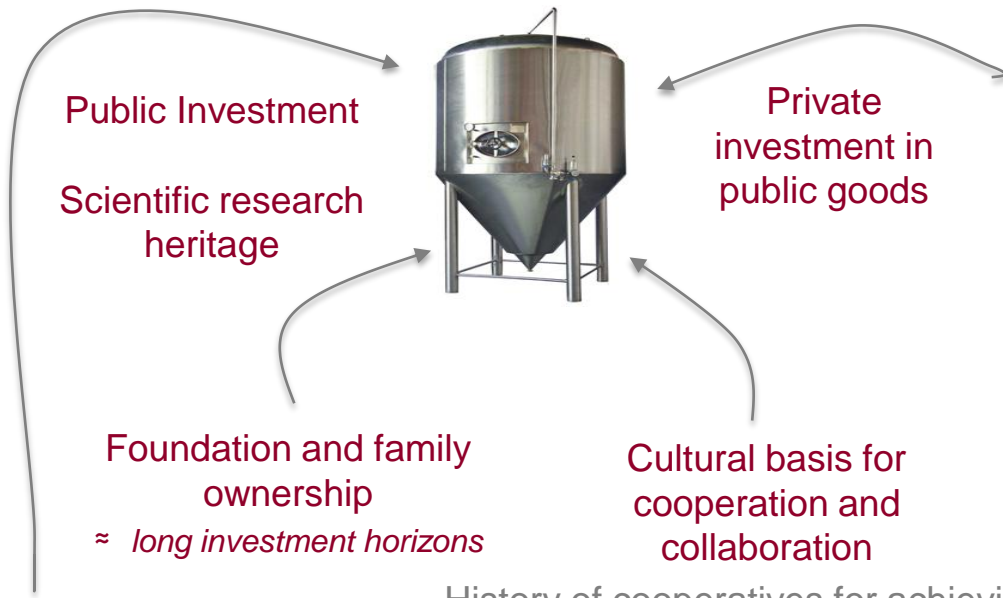 Public Investment
Scientific research
heritage
Private
investment in
public goods
Foundation and family
ownership
≈ long investment horizons
Cultural basis for
cooperation and
collaboration
History of cooperatives for